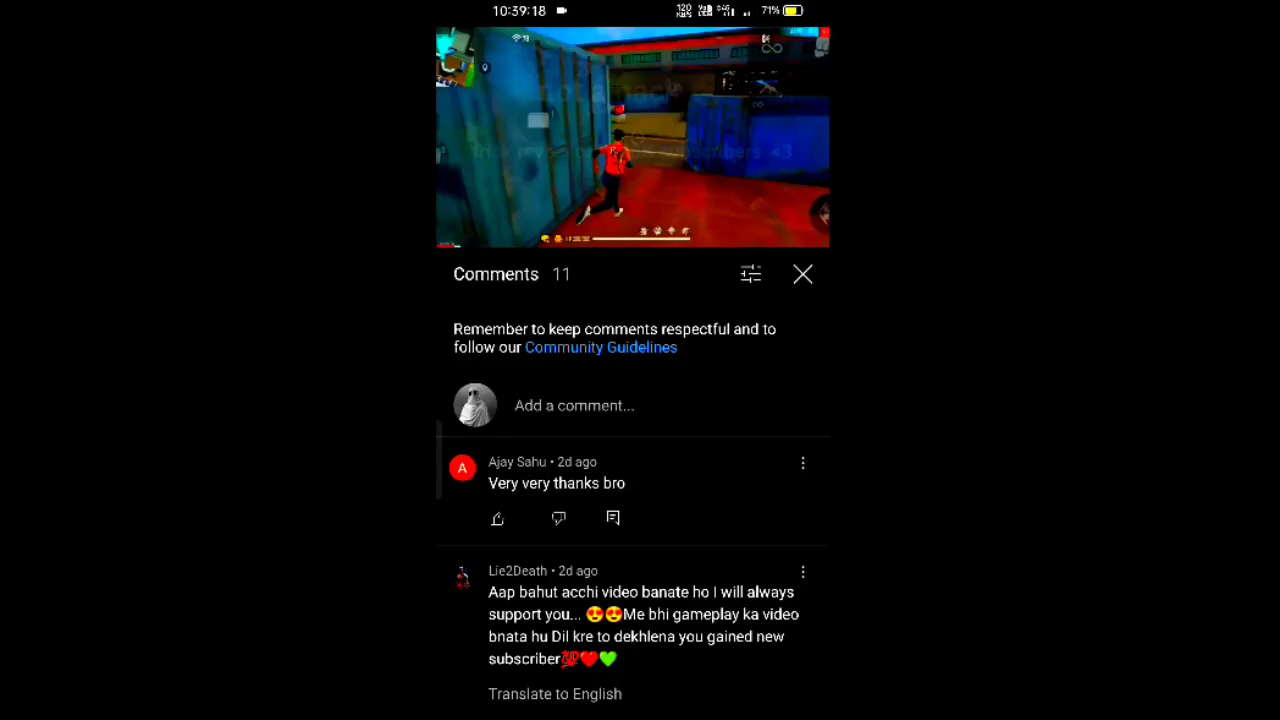 10:39:18
71%
78
Comments 11
Remember to keep comments respectful and to
follow our Community Guidelines
Add a comment...
A
Ajay Sahu • 2d ago
Very very thanks bro
Lie2Death • 2d ago
Aap bahut acchi video banate ho I will always
support you... 😍😍Me bhi gameplay ka video
bnata hu Dil kre to dekhlena you gained new
subscriber💯❤️💚
Translate to English